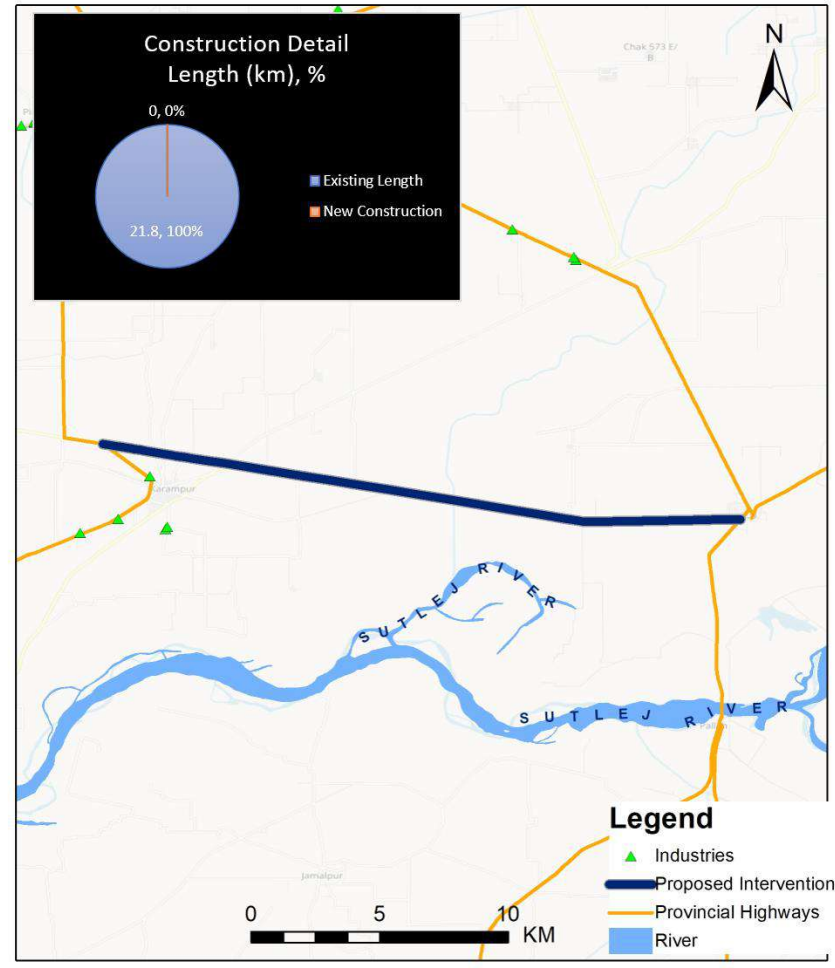 Construction Detail
Length (km), %
0, 0%
21.8, 100%
Existing Length
New Construction
N
Chak 573 E/
B
SUTLEJ RIVER
SUTLEJ RIVER
Jamalpur
Legend
Industries
Proposed Intervention
Provincial Highways
River
0 5 10
KM